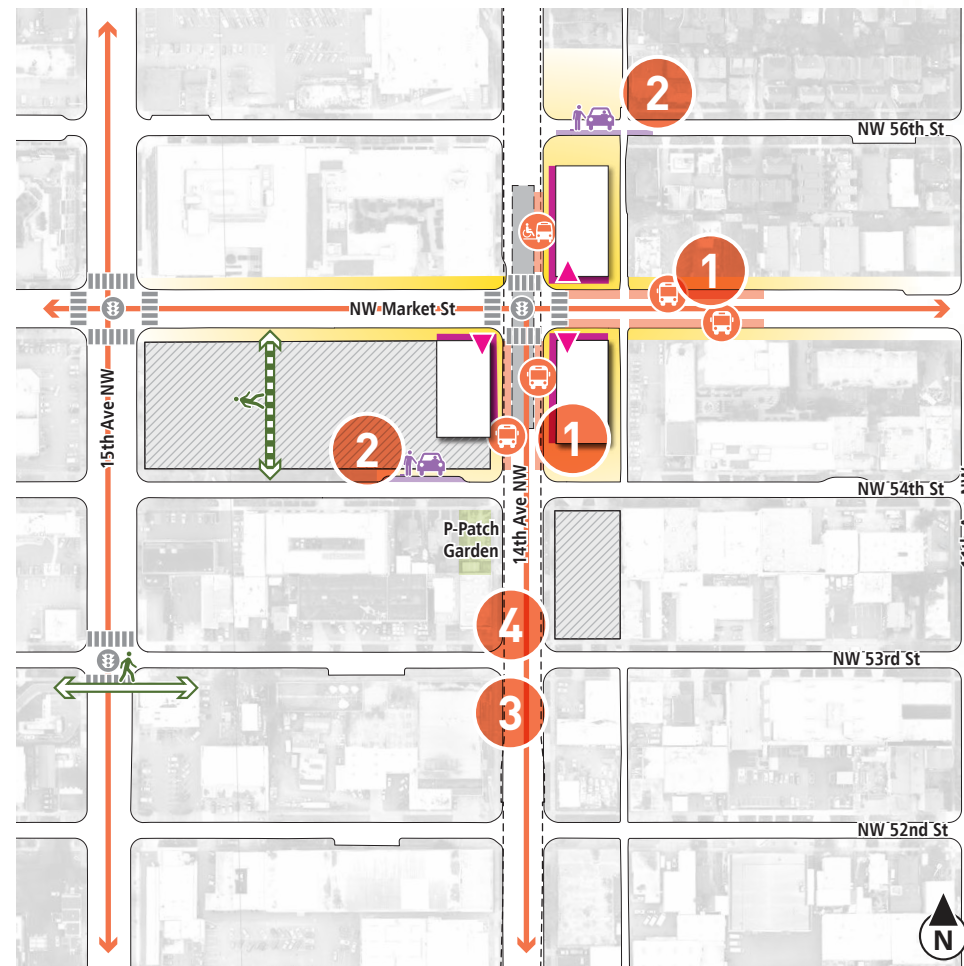 2
NW 56th St
1
NW Market St
15th Ave NW
2
1
NW 54th St
P-Patch
Garden
14th Ave NW
4
NW 53rd St
3
NW 52nd St
N